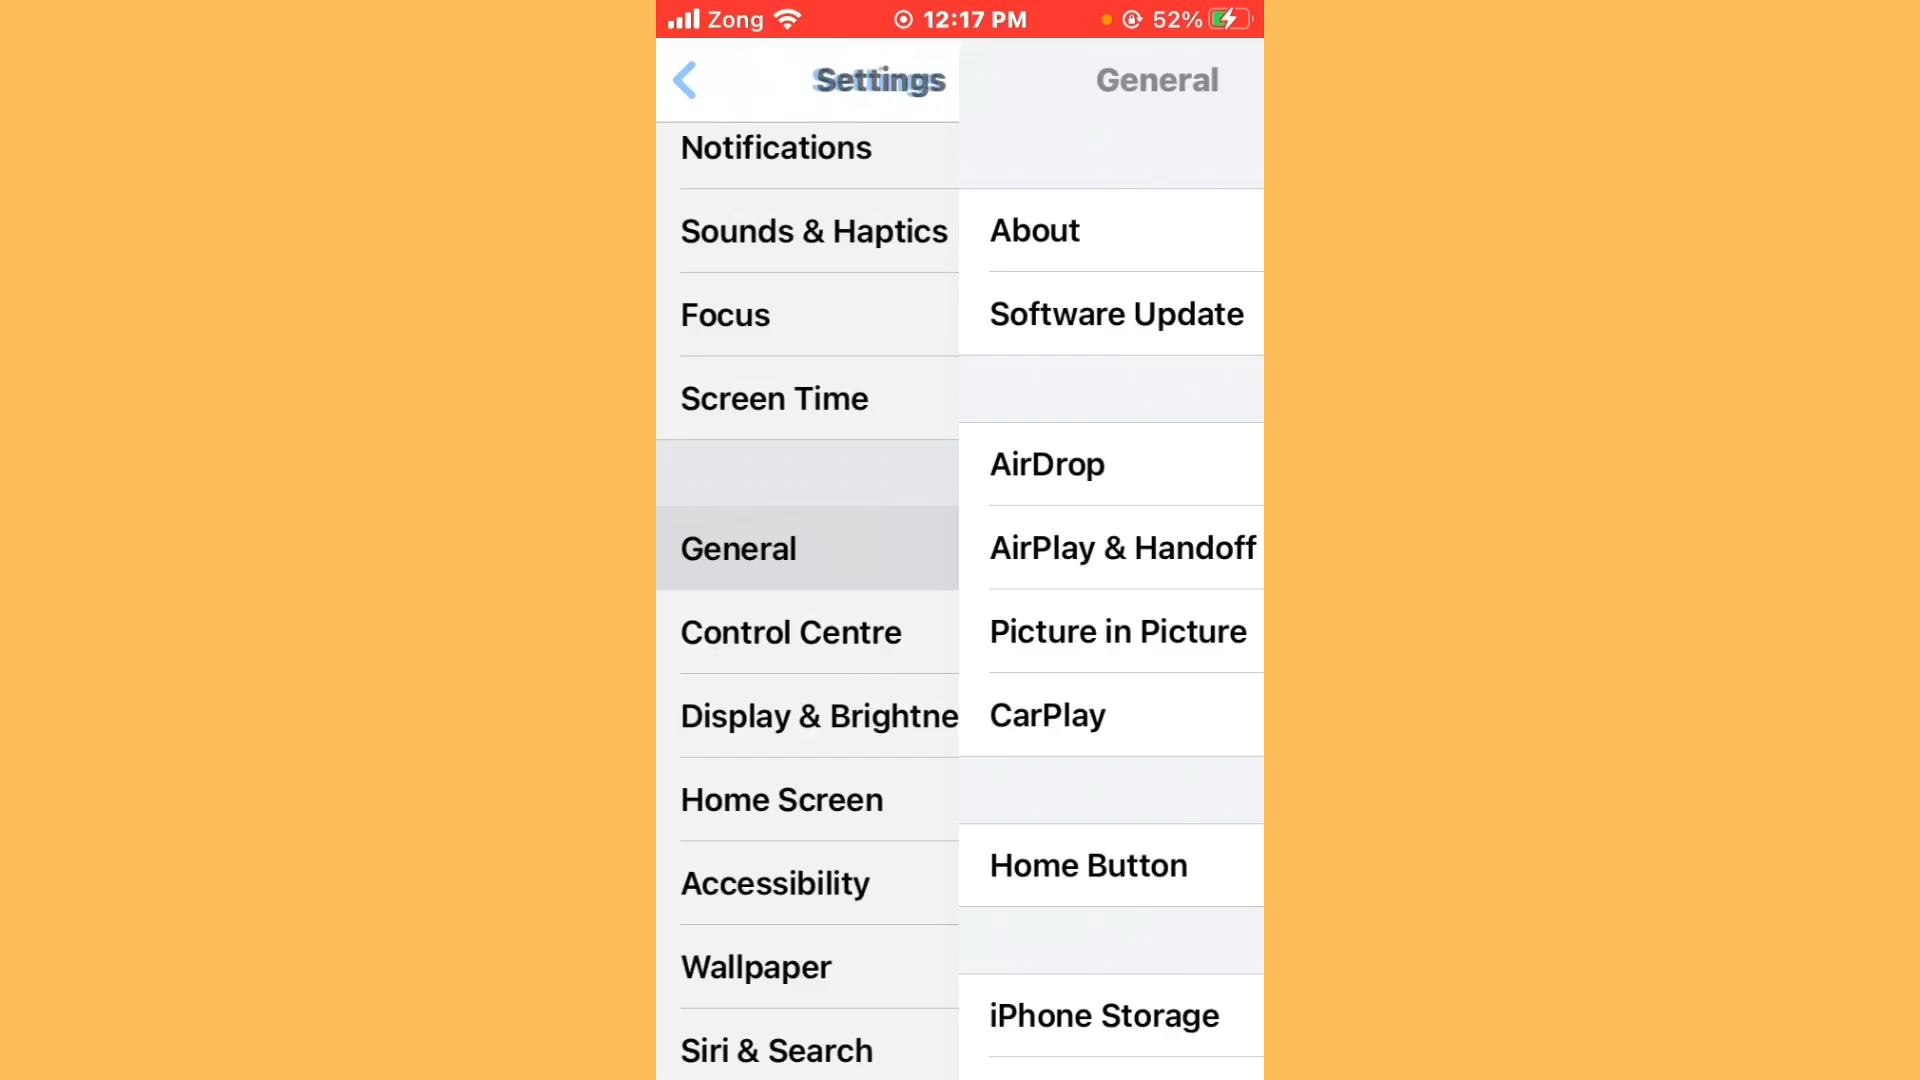 Zong 12:17 PM 52%
Settings
Notifications
Sounds & Haptics
Focus
Screen Time
General
Control Centre
Display & Brightne
Home Screen
Accessibility
Wallpaper
Siri & Search
General
About
Software Update
AirDrop
AirPlay & Handoff
Picture in Picture
CarPlay
Home Button
iPhone Storage